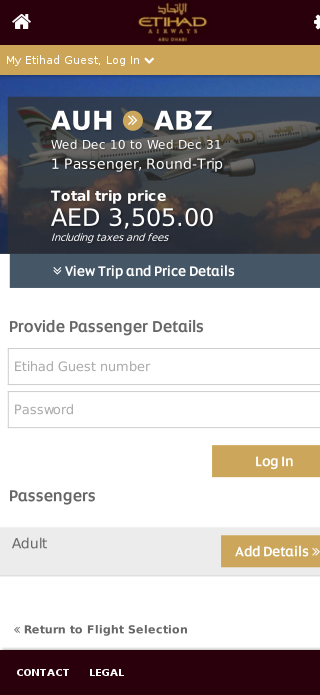 الإتحاد
ETIHAD
AIRWAYS
ABU DHABI
My Etihad Guest, Log In
AUH » ABZ
Wed Dec 10 to Wed Dec 31
1 Passenger, Round-Trip
Total trip price
AED 3,505.00
Including taxes and fees
View Trip and Price Details
Provide Passenger Details
Etihad Guest number
Password
Log In
Passengers
Adult
Add Details »
« Return to Flight Selection
CONTACT LEGAL